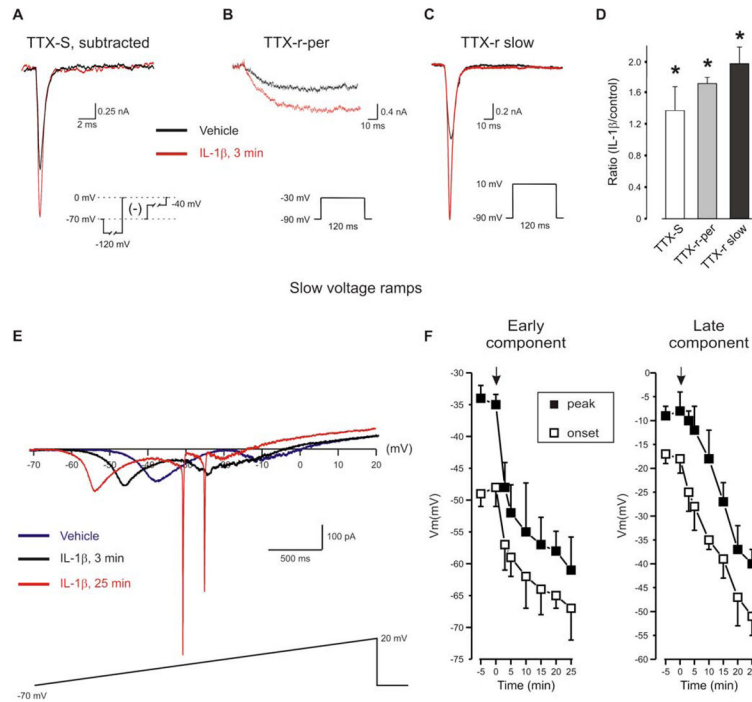 A
TTX-S, subtracted
0.25 nA
2 ms
0 mV
(-)
-40 mV
-70 mV
-120 mV
B
TTX-r-per
0.4 nA
10 ms
Vehicle
IL-1β, 3 min
-30 mV
-90 mV
120 ms
C
TTX-r slow
0.2 nA
10 ms
10 mV
-90 mV
120 ms
D
Ratio (IL-1β/control)
2.0
1.6
1.2
0.8
0.4
0
*
*
*
TTX-S
TTX-r-per
TTX-r slow
Slow voltage ramps
E
-70 -60 -50 -40 -30 -20 -10 0 10 20
(mV)
Vehicle
IL-1β, 3 min
IL-1β, 25 min
100 pA
500 ms
20 mV
-70 mV
F
Early
component
Vm(mV)
-30
-35
-40
-45
-50
-55
-60
-65
-70
-75
peak
onset
-5 0 5 10 15 20 25
Time (min)
Late
component
Vm(mV)
0
-5
-10
-15
-20
-25
-30
-35
-40
-45
-50
-55
-60
-5 0 5 10 15 20
Time (min)